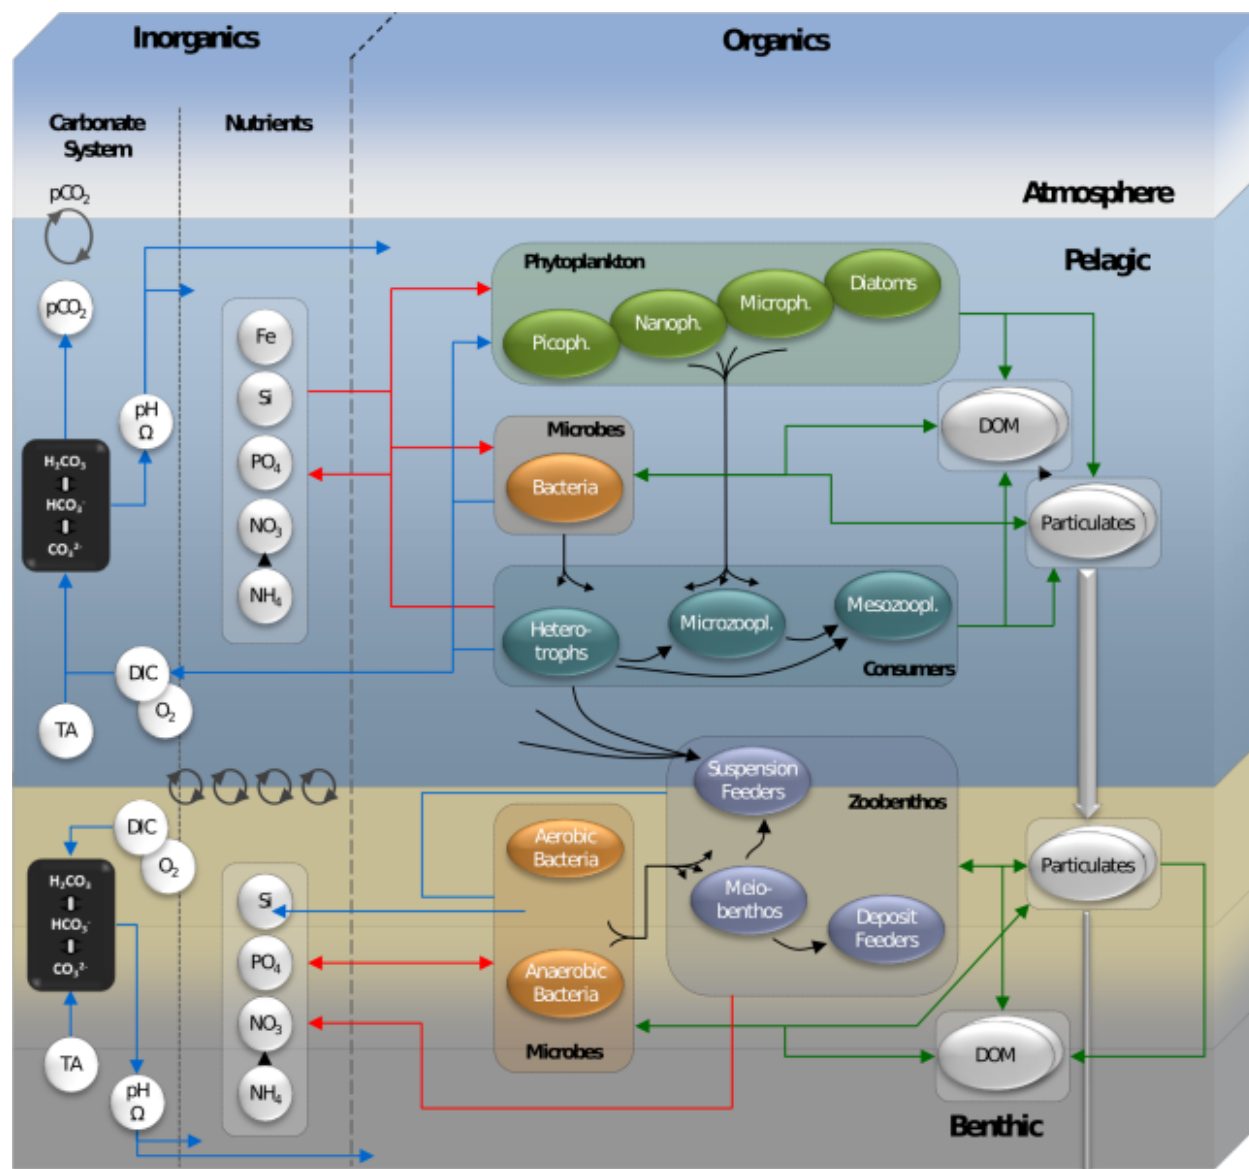 Inorganics
Organics
Carbonate
System
Nutrients
Atmosphere
pCO₂
Pelagic
pCO₂
Phytoplankton
Picoph.
Nanoph.
Microph.
Diatoms
Fe
Si
PO₄
NO₃
NH₄
pH
Ω
H₂CO₃
HCO₃⁻
CO₃²⁻
Microbes
Bacteria
DOM
Particulates
Hetero-
trophs
Microzoopl.
Mesozoopl.
Consumers
DIC
O₂
TA
Suspension
Feeders
Zoobenthos
Meio-
benthos
Deposit
Feeders
DIC
O₂
H₂CO₃
HCO₃⁻
CO₃²⁻
TA
pH
Ω
Si
PO₄
NO₃
NH₄
Aerobic
Bacteria
Anaerobic
Bacteria
Microbes
Particulates
DOM
Benthic